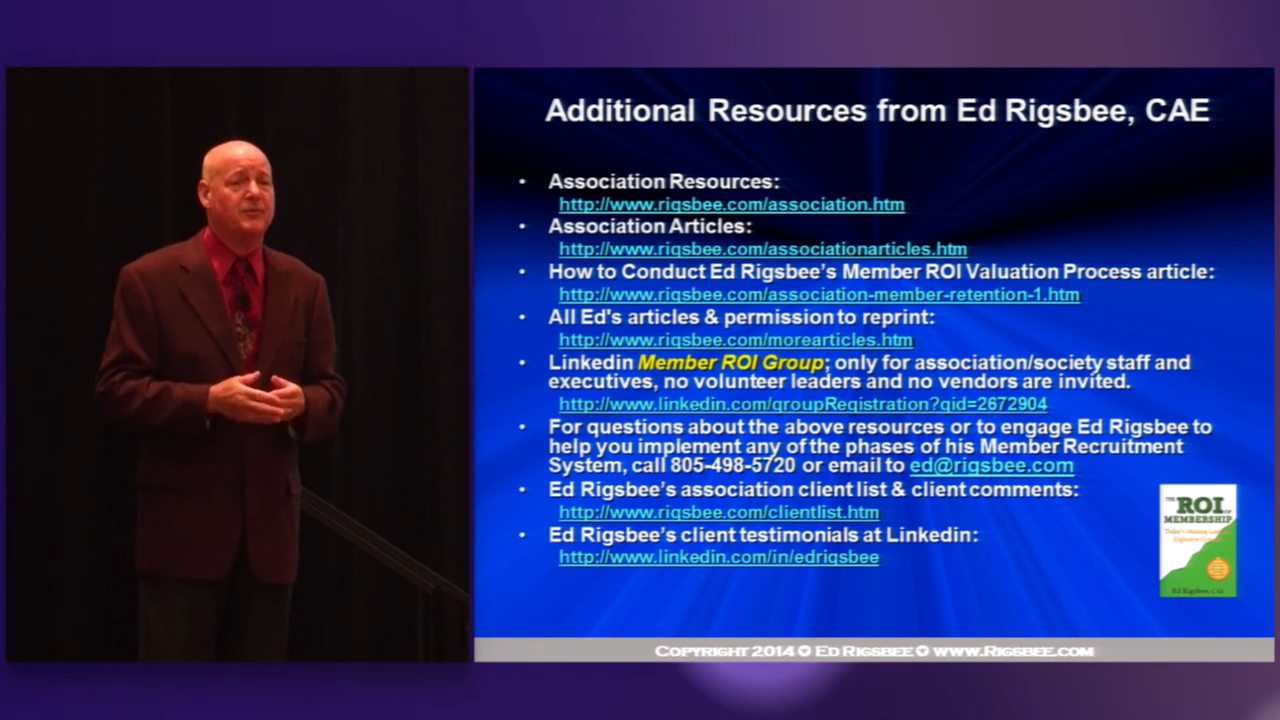 Additional Resources from Ed Rigsbee, CAE
• Association Resources:
http://www.rigsbee.com/association.htm
• Association Articles:
http://www.rigsbee.com/associationarticles.htm
• How to Conduct Ed Rigsbee's Member ROI Valuation Process article:
http://www.rigsbee.com/association-member-retention-1.htm
• All Ed's articles & permission to reprint:
http://www.rigsbee.com/morearticles.htm
• Linkedin Member ROI Group; only for association/society staff and
executives, no volunteer leaders and no vendors are invited.
http://www.linkedin.com/groupRegistration?gid=2672904
• For questions about the above resources or to engage Ed Rigsbee to
help you implement any of the phases of his Member Recruitment
System, call 805-498-5720 or email to ed@rigsbee.com
• Ed Rigsbee's association client list & client comments:
http://www.rigsbee.com/clientlist.htm
• Ed Rigsbee's client testimonials at Linkedin:
http://www.linkedin.com/in/edrigsbee
THE ROI OF
MEMBERSHIP
Today's Missing
Explosive
Ed Rigsbee, CAE
COPYRIGHT 2014 ✪ ED RIGSBEE ✪ WWW.RIGSBEE.COM